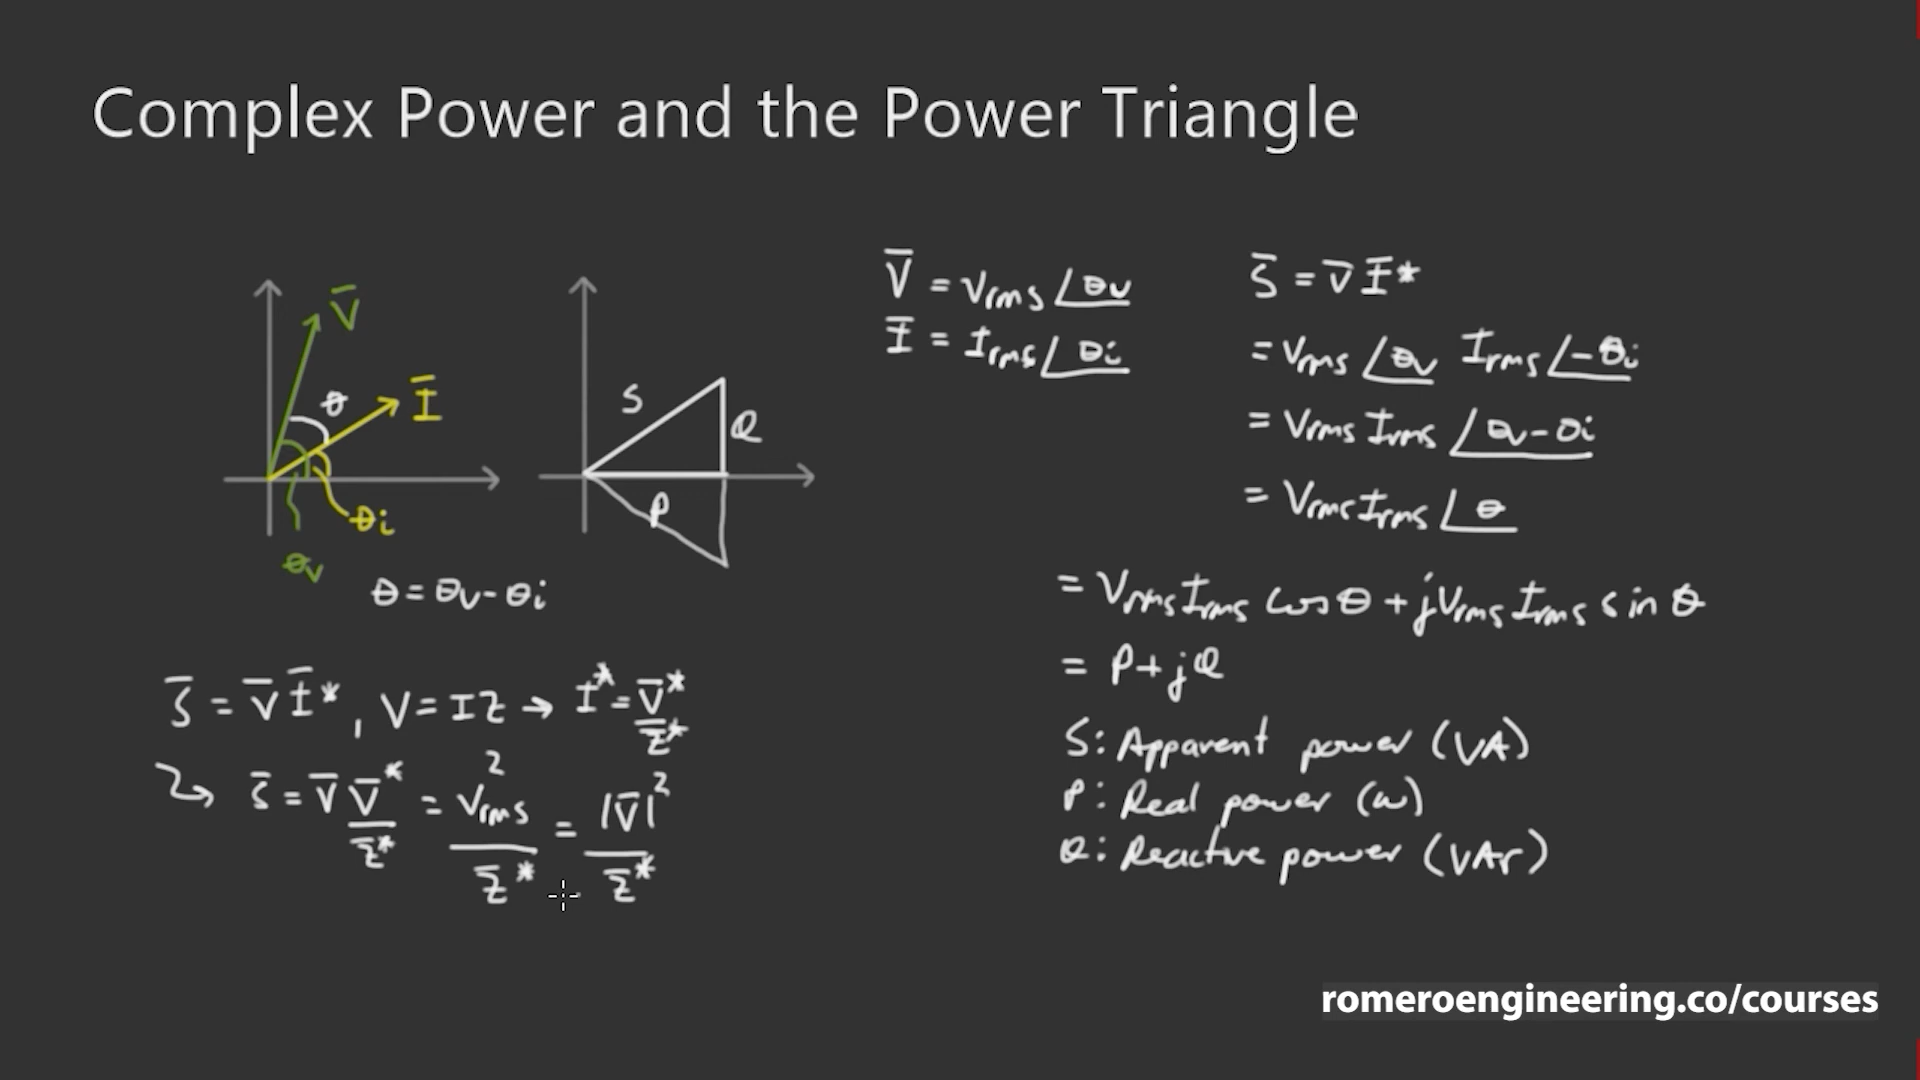 Complex Power and the Power Triangle
V̅
θ
I̅
θi
θv
θ = θv - θi
S
Q
P
V̅ = Vrms ∠θv
I̅ = Irms ∠θi
S̅ = V̅ I̅*
= Vrms ∠θv Irms ∠-θi
= Vrms Irms ∠θv - θi
= Vrms Irms ∠θ
= Vrms Irms cos θ + j Vrms Irms sin θ
= P + jQ
S: Apparent power (VA)
P: Real power (W)
Q: Reactive power (VAr)
S̅ = V̅ I̅*, V = IZ → I* = V̅*/Z̅*
↪ S̅ = V̅ V̅*/Z̅* = Vrms²/Z̅* = |V̅|²/Z̅*
romeroengineering.co/courses